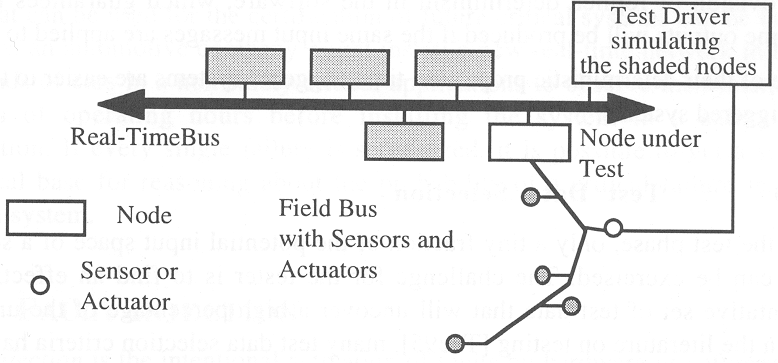 Test Driver
simulating
the shaded nodes
Real-TimeBus
Node under
Test
Node
Field Bus
with Sensors and
Actuators
Sensor or
Actuator